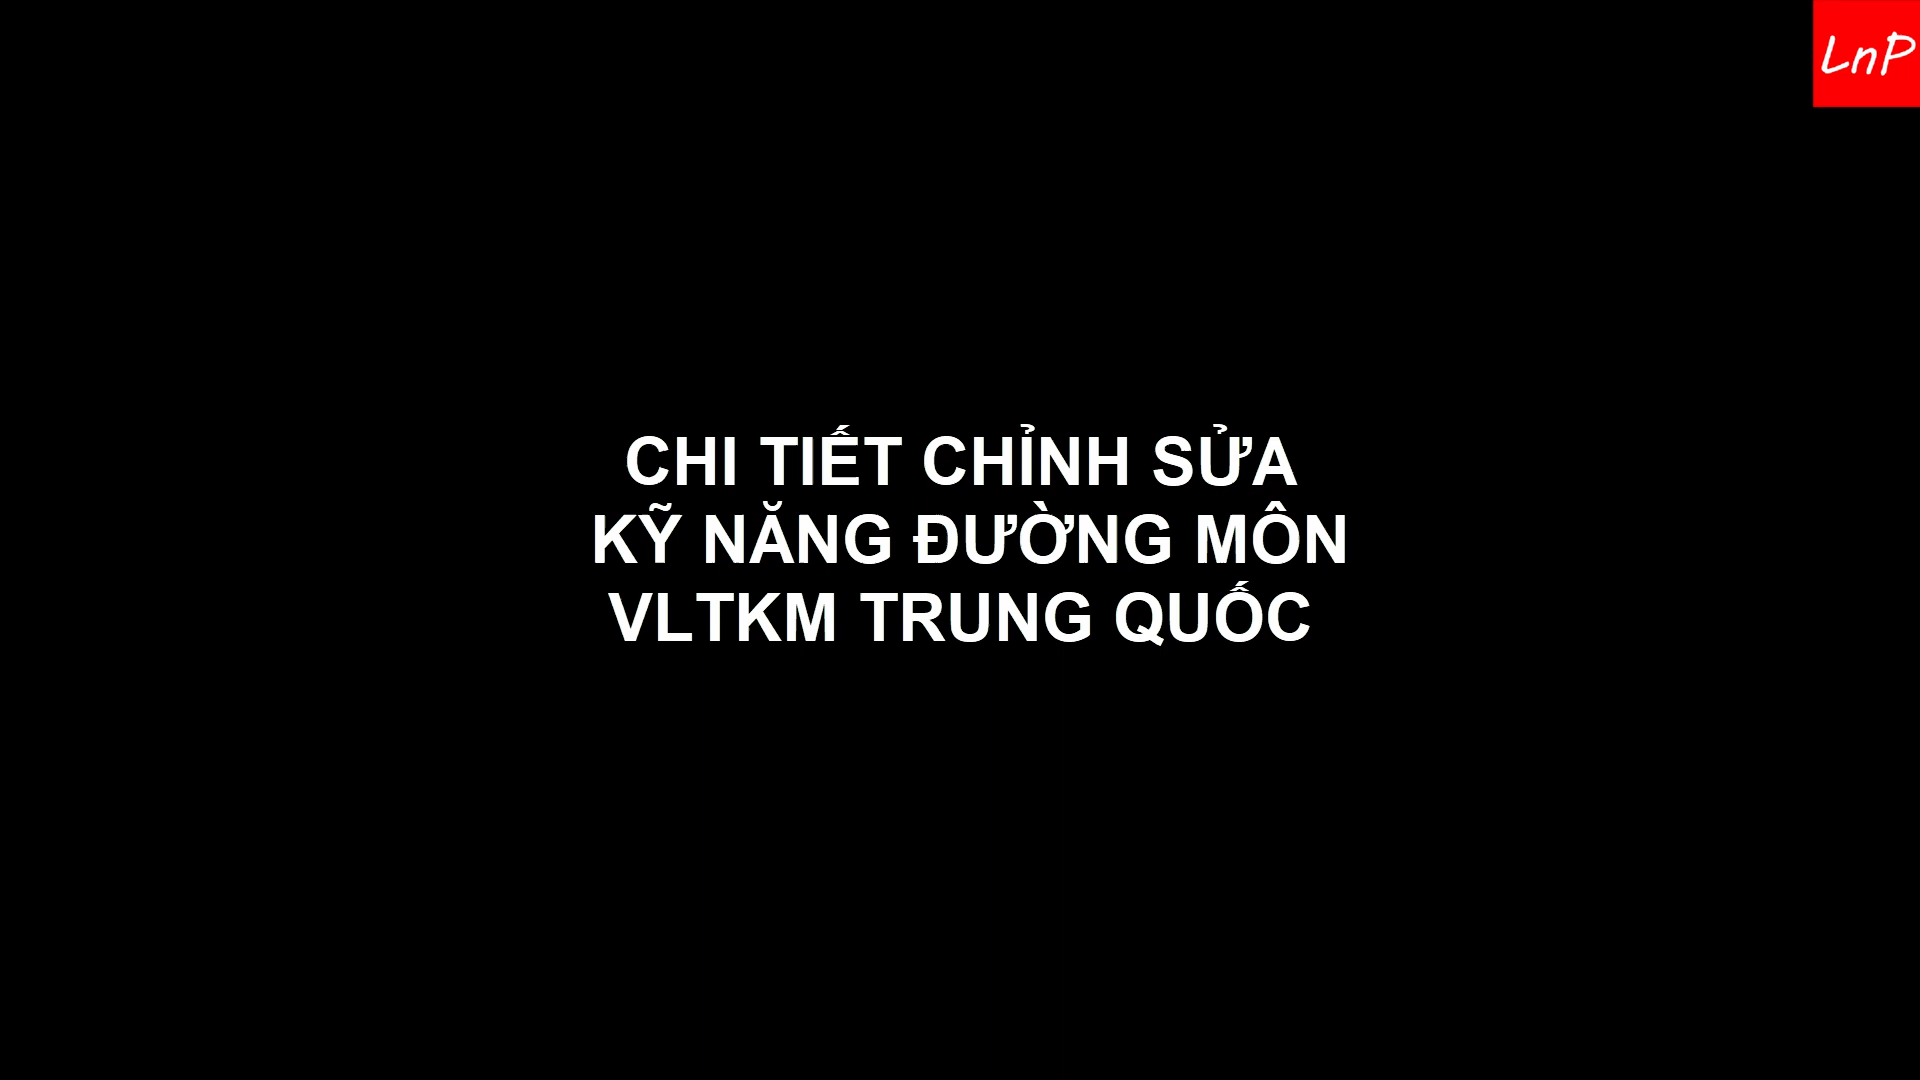 LnP
CHI TIẾT CHỈNH SỬA
KỸ NĂNG ĐƯỜNG MÔN
VLTKM TRUNG QUỐC